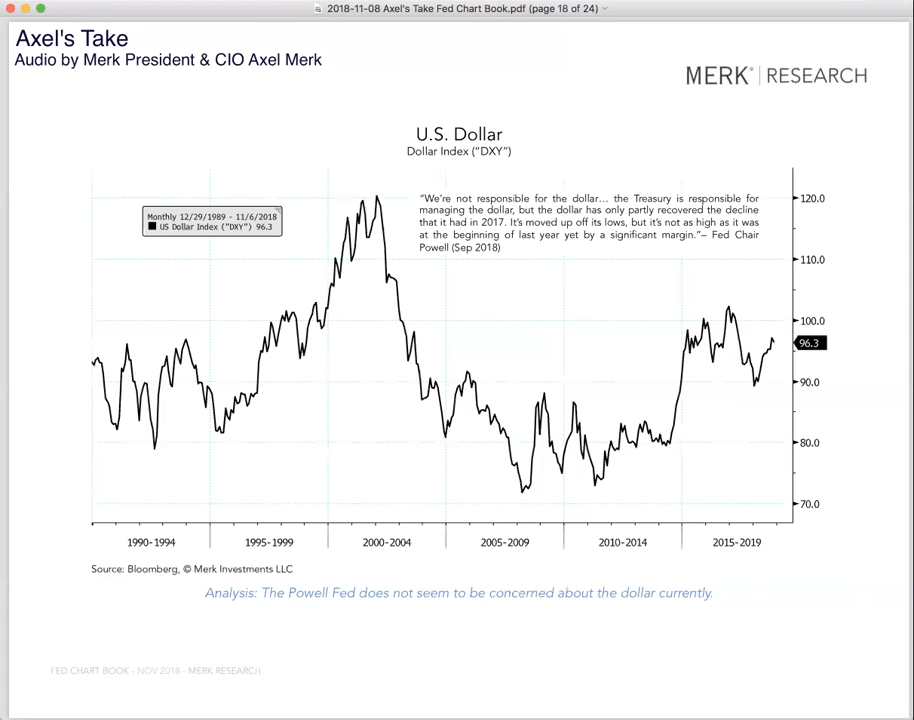 2018-11-08 Axel's Take Fed Chart Book.pdf (page 18 of 24)
Axel's Take
Audio by Merk President & CIO Axel Merk
MERK® | RESEARCH
U.S. Dollar
Dollar Index ("DXY")
Monthly 12/29/1989 - 11/6/2018
US Dollar Index ("DXY") 96.3
"We're not responsible for the dollar… the Treasury is responsible for
managing the dollar, but the dollar has only partly recovered the decline
that it had in 2017. It's moved up off its lows, but it's not as high as it was
at the beginning of last year yet by a significant margin."– Fed Chair
Powell (Sep 2018)
120.0
110.0
100.0
96.3
90.0
80.0
70.0
1990-1994 1995-1999 2000-2004 2005-2009 2010-2014 2015-2019
Source: Bloomberg, © Merk Investments LLC
Analysis: The Powell Fed does not seem to be concerned about the dollar currently.
FED CHART BOOK - NOV 2018 - MERK RESEARCH